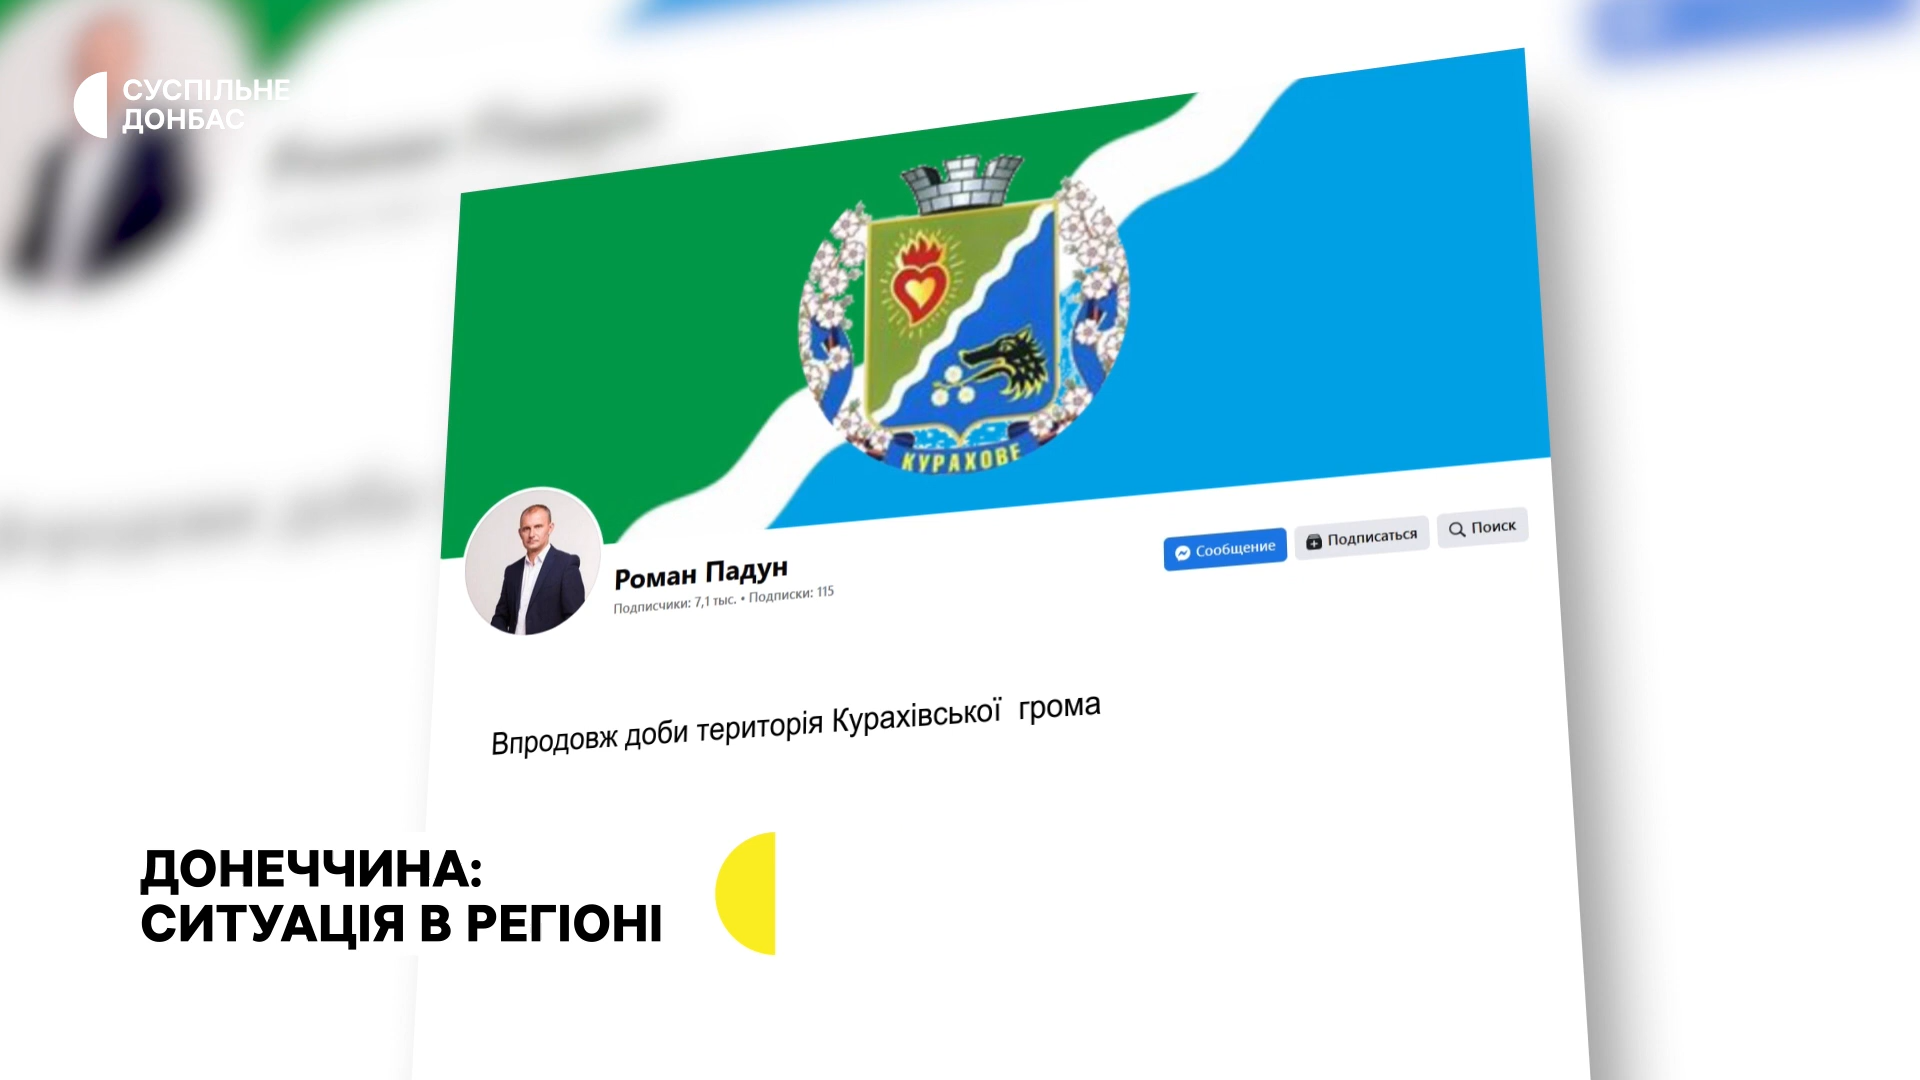 СУСПІЛЬНЕ
ДОНБАС
КУРАХОВЕ
Роман Падун
Подписчики: 7,1 тыс. • Подписки: 115
Сообщение
Подписаться
Поиск
Впродовж доби територія Курахівської грома
ДОНЕЧЧИНА:
СИТУАЦІЯ В РЕГІОНІ